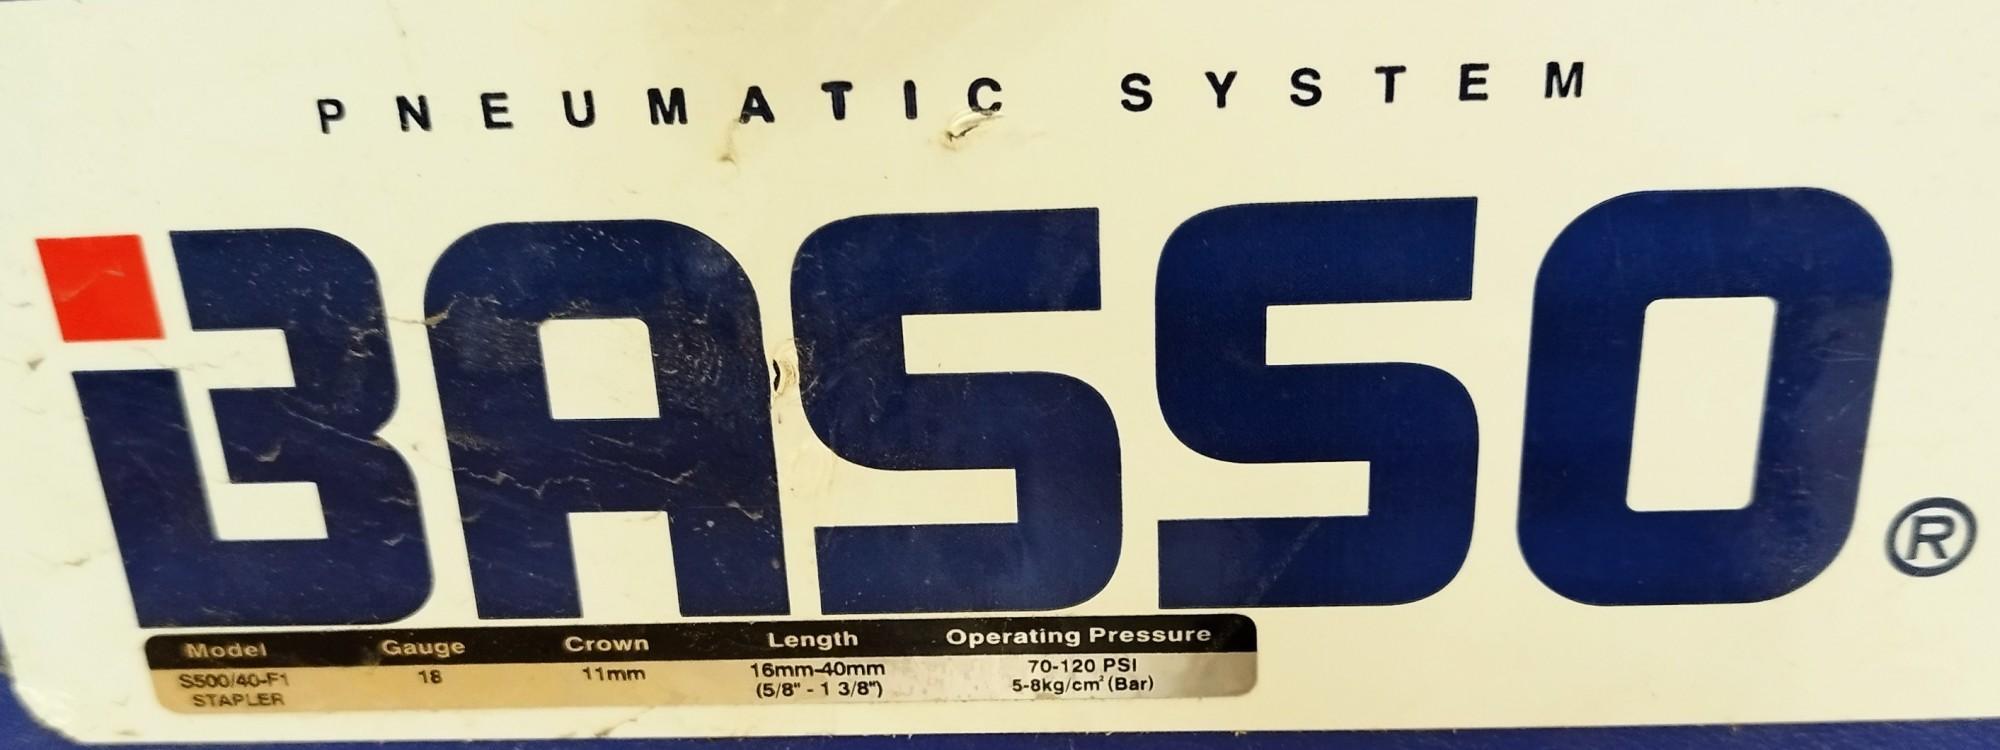 PNEUMATIC SYSTEM
BASSO®
Model Gauge Crown Length Operating Pressure
S500/40-F1 18 11mm 16mm-40mm 70-120 PSI
STAPLER (5/8" - 1 3/8") 5-8kg/cm² (Bar)